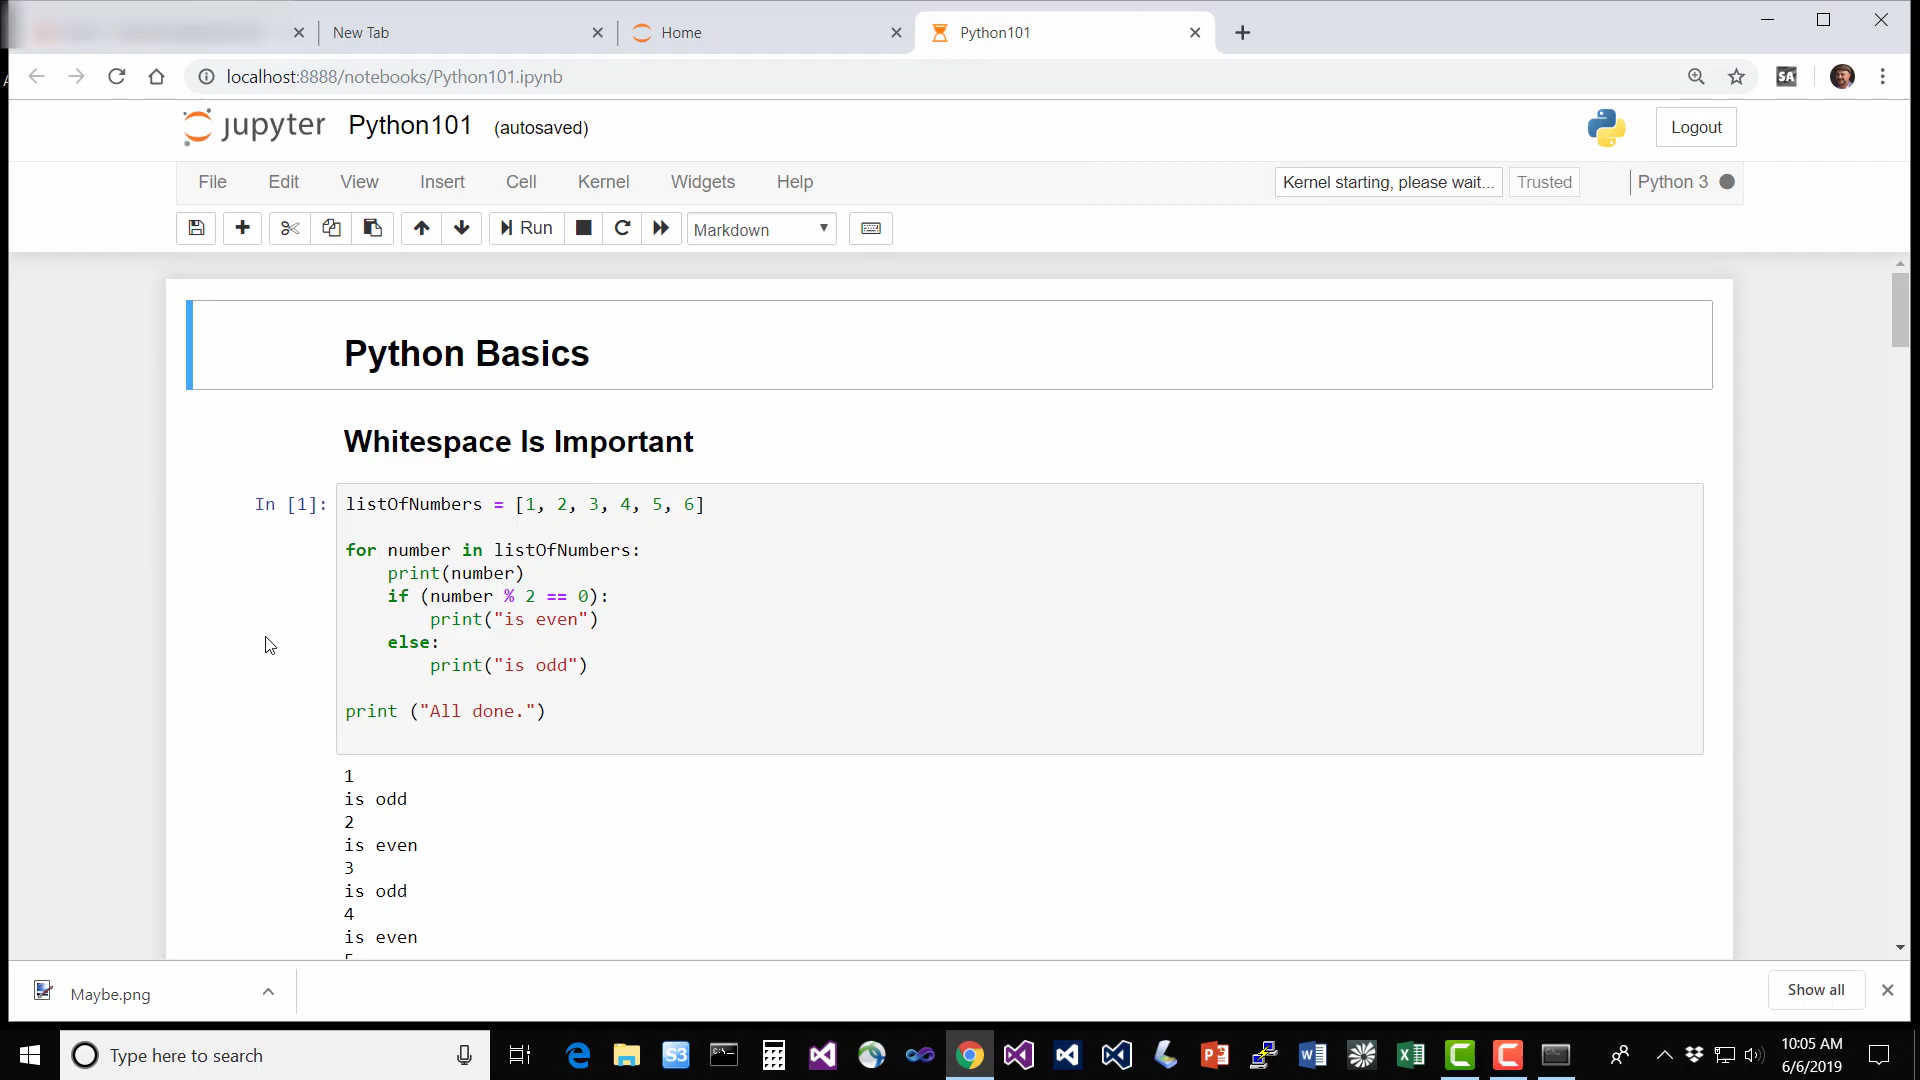 New Tab
Home
Python101
localhost:8888/notebooks/Python101.ipynb
SA
jupyter Python101 (autosaved)
Logout
File Edit View Insert Cell Kernel Widgets Help
Kernel starting, please wait... Trusted Python 3
Run Markdown
Python Basics
Whitespace Is Important
In [1]: listOfNumbers = [1, 2, 3, 4, 5, 6]
for number in listOfNumbers:
    print(number)
    if (number % 2 == 0):
        print("is even")
    else:
        print("is odd")
print ("All done.")
1
is odd
2
is even
3
is odd
4
is even
Maybe.png
Show all
Type here to search
S3
10:05 AM
6/6/2019